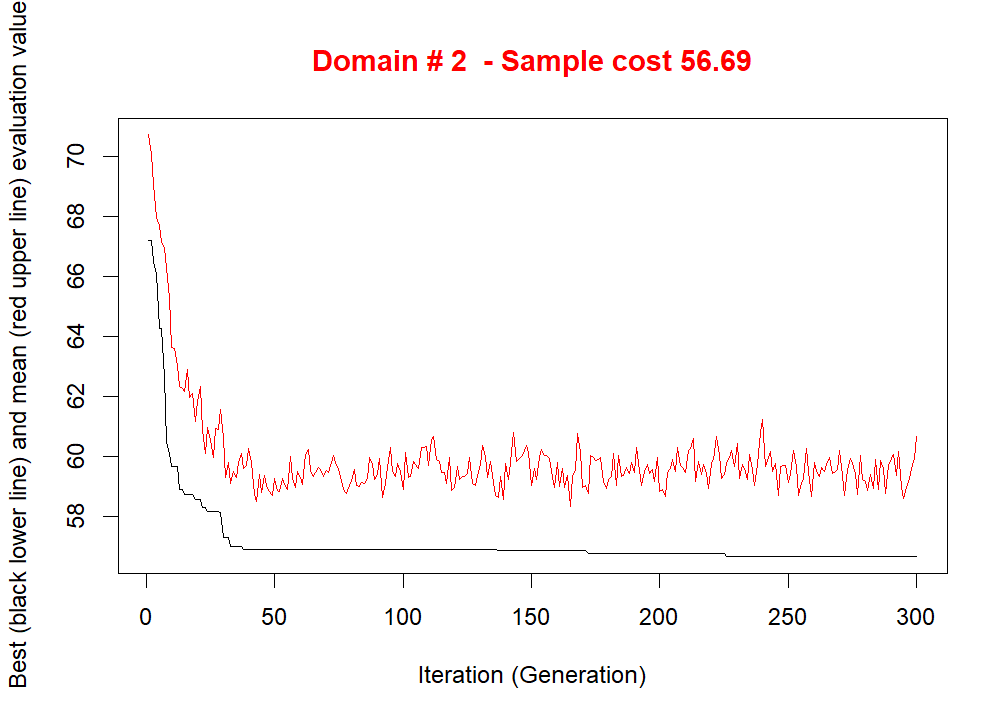 Domain # 2  - Sample cost 56.69
Best (black lower line) and mean (red upper line) evaluation value
70
68
66
64
62
60
58
0 50 100 150 200 250 300
Iteration (Generation)